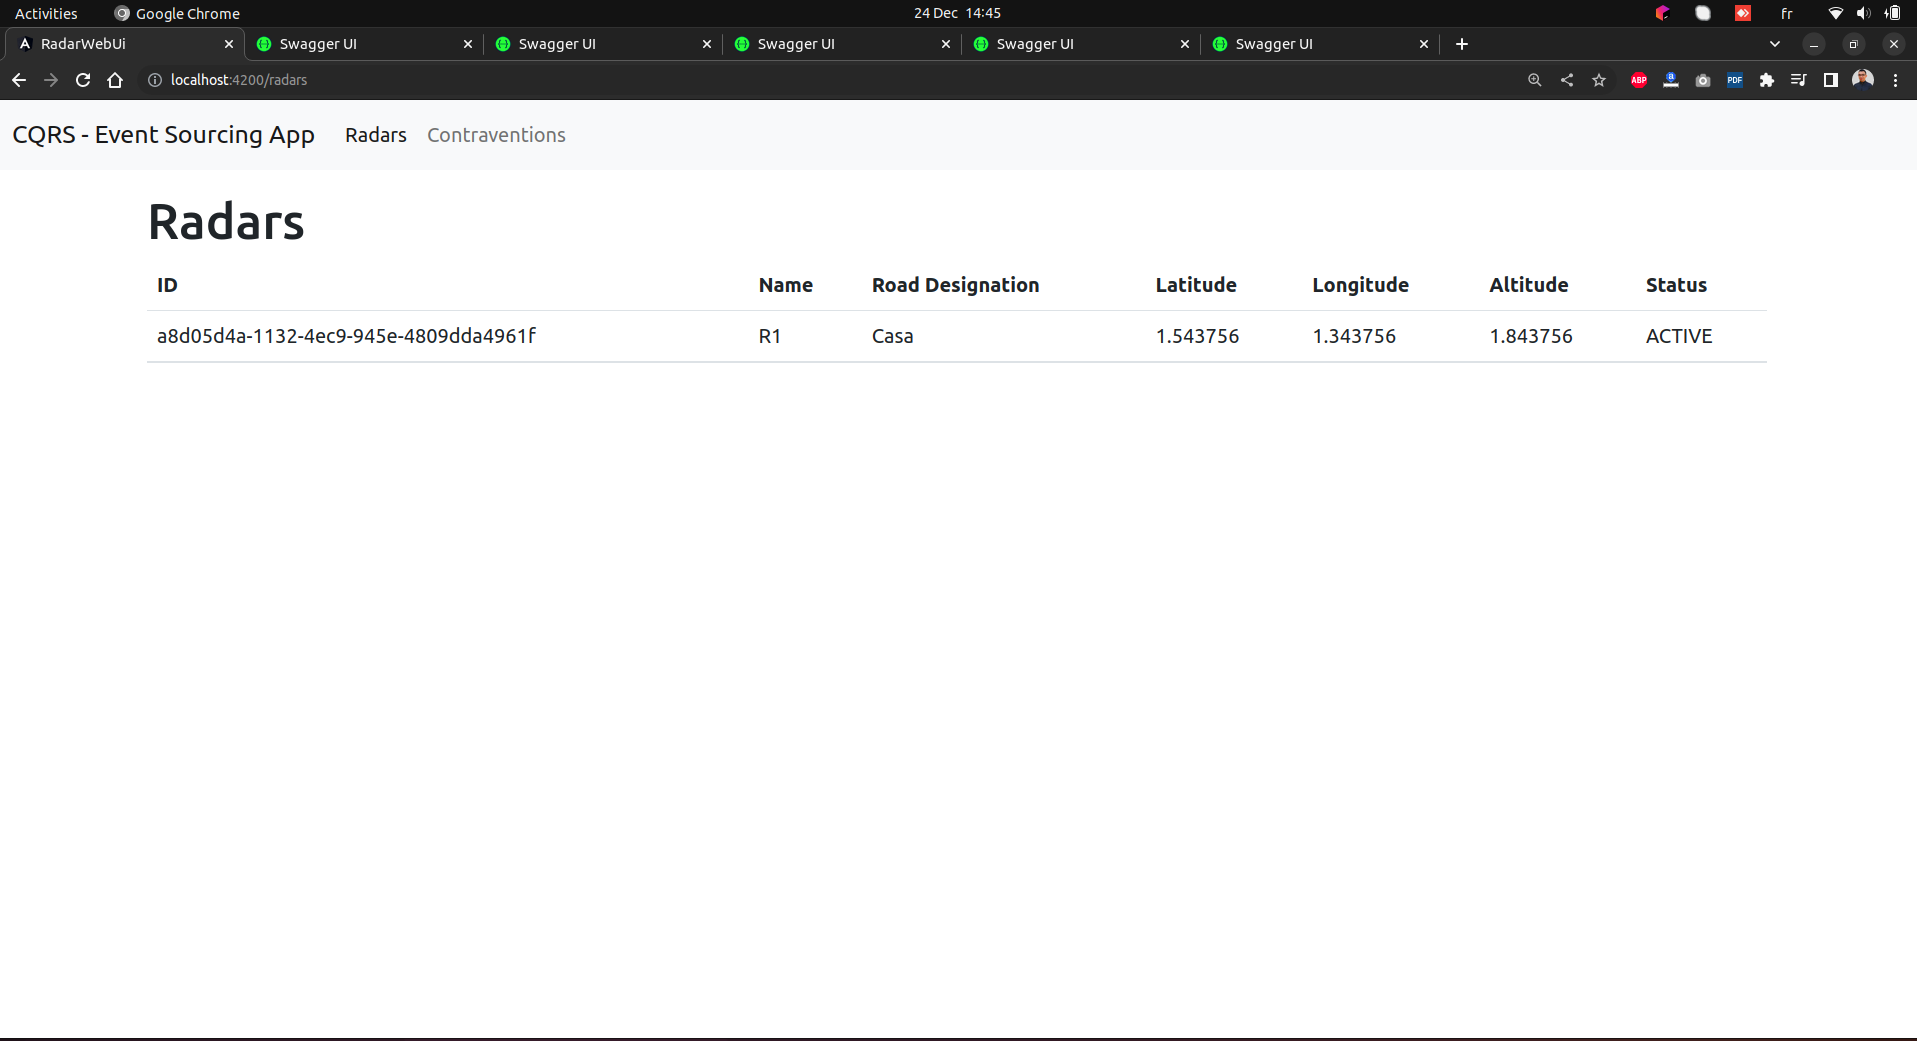 Activities Google Chrome 24 Dec 14:45 fr
RadarWebUi Swagger UI Swagger UI Swagger UI Swagger UI Swagger UI
localhost:4200/radars ABP a PDF
CQRS - Event Sourcing App Radars Contraventions
Radars
ID Name Road Designation Latitude Longitude Altitude Status
a8d05d4a-1132-4ec9-945e-4809dda4961f R1 Casa 1.543756 1.343756 1.843756 ACTIVE